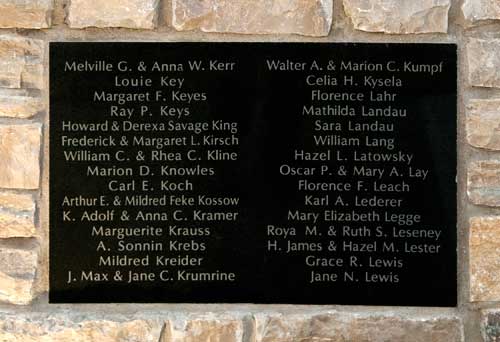 Melville G. & Anna W. Kerr
Louie Key
Margaret F. Keyes
Ray P. Keys
Howard & Derexa Savage King
Frederick & Margaret L. Kirsch
William C. & Rhea C. Kline
Marion D. Knowles
Carl E. Koch
Arthur E. & Mildred Feke Kossow
K. Adolf & Anna C. Kramer
Marguerite Krauss
A. Sonnin Krebs
Mildred Kreider
J. Max & Jane C. Krumrine
Walter A. & Marion C. Kumpf
Celia H. Kysela
Florence Lahr
Mathilda Landau
Sara Landau
William Lang
Hazel L. Latowsky
Oscar P. & Mary A. Lay
Florence F. Leach
Karl A. Lederer
Mary Elizabeth Legge
Roya M. & Ruth S. Leseney
H. James & Hazel M. Lester
Grace R. Lewis
Jane N. Lewis